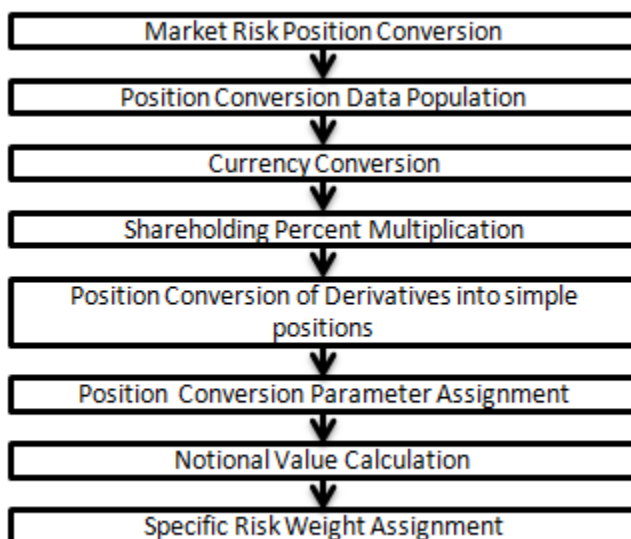 Market Risk Position Conversion
Position Conversion Data Population
Currency Conversion
Shareholding Percent Multiplication
Position Conversion of Derivatives into simple
positions
Position Conversion Parameter Assignment
Notional Value Calculation
Specific Risk Weight Assignment